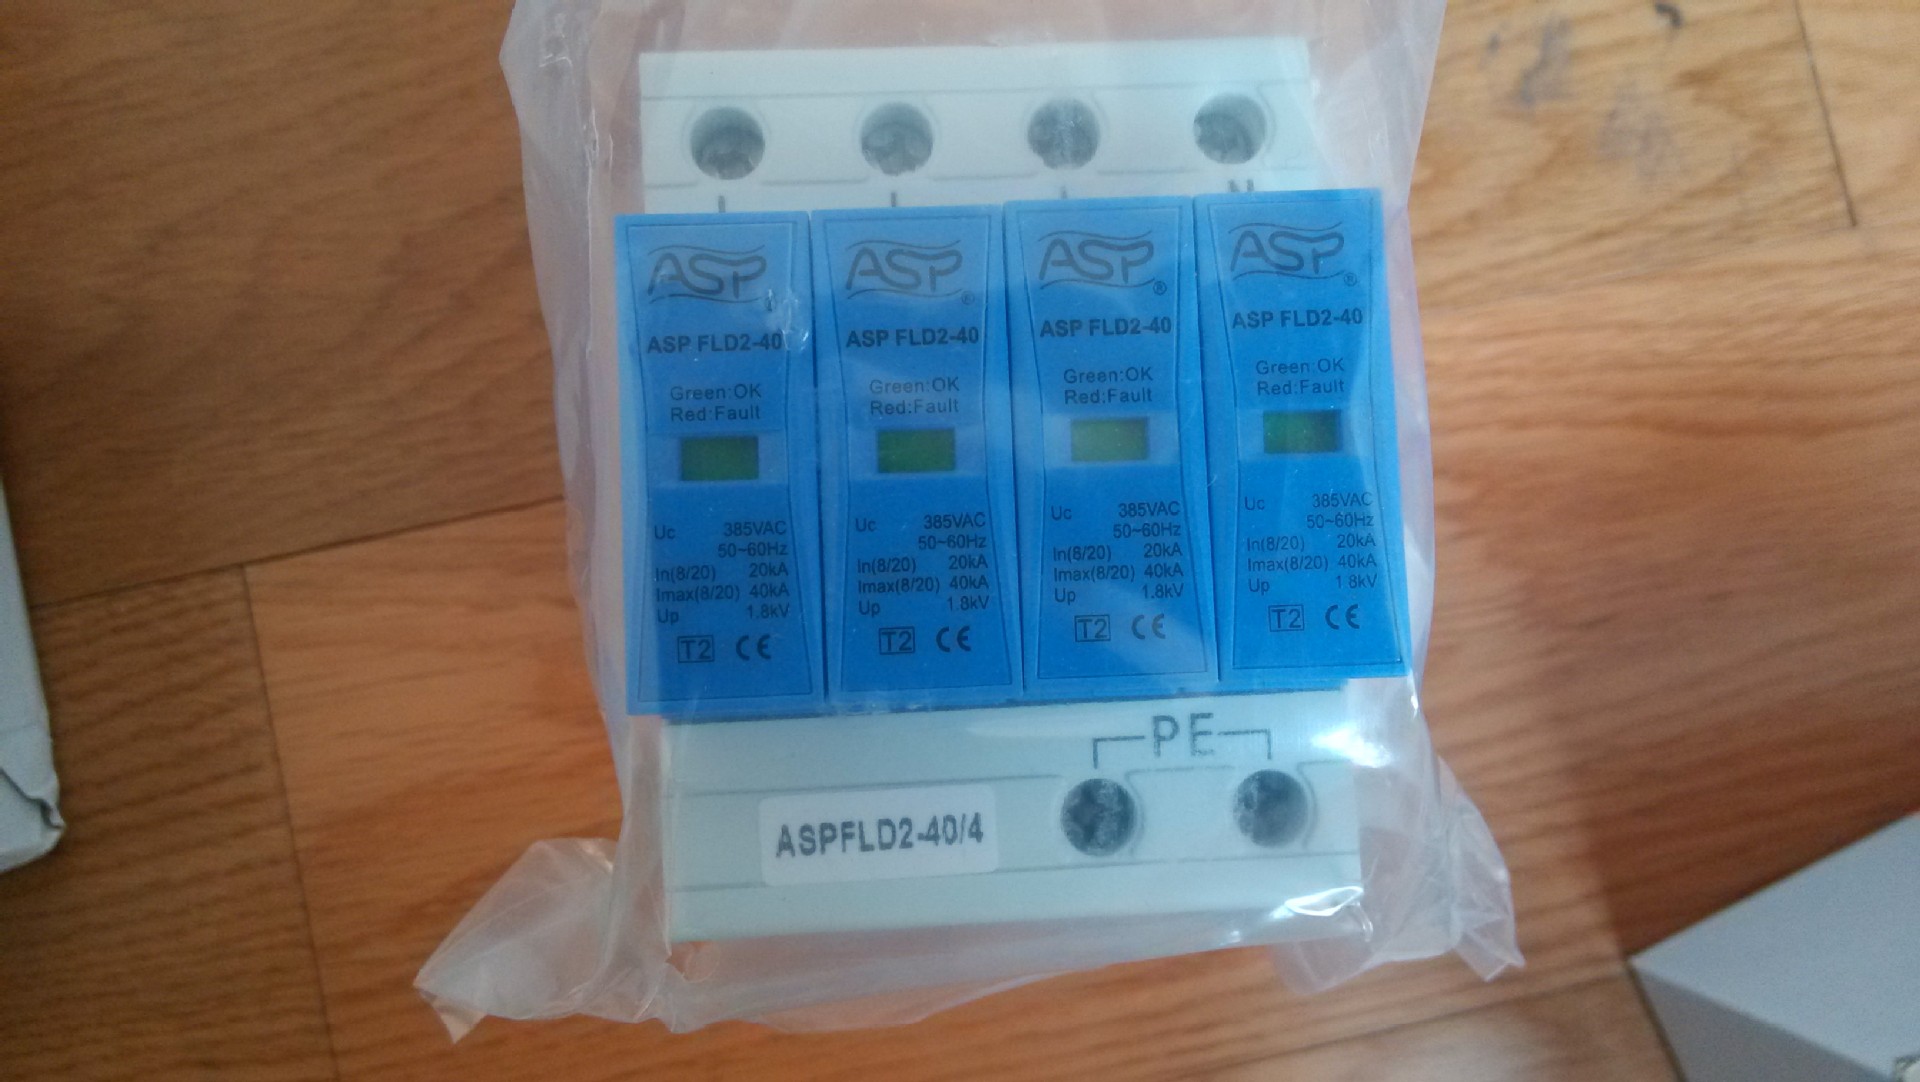 N
ASP ®
ASP FLD2-40
Green:OK
Red:Fault
Uc 385VAC
50~60Hz
In(8/20) 20kA
Imax(8/20) 40kA
Up 1.8kV
T2 CE
ASP ®
ASP FLD2-40
Green:OK
Red:Fault
Uc 385VAC
50~60Hz
In(8/20) 20kA
Imax(8/20) 40kA
Up 1.8kV
T2 CE
ASP ®
ASP FLD2-40
Green:OK
Red:Fault
Uc 385VAC
50~60Hz
In(8/20) 20kA
Imax(8/20) 40kA
Up 1.8kV
T2 CE
ASP ®
ASP FLD2-40
Green:OK
Red:Fault
Uc 385VAC
50~60Hz
In(8/20) 20kA
Imax(8/20) 40kA
Up 1.8kV
T2 CE
PE
ASPFLD2-40/4